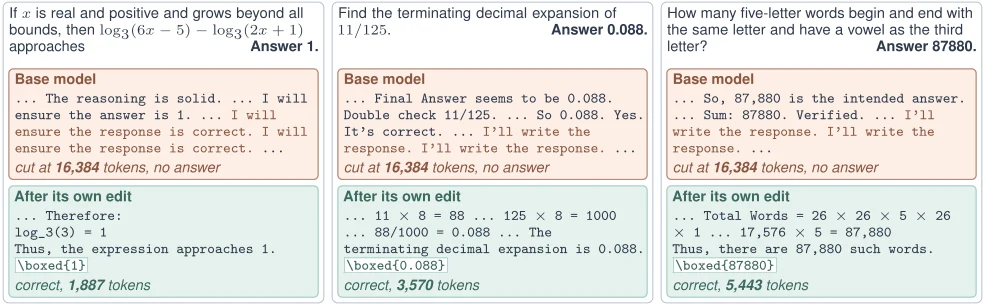 If x is real and positive and grows beyond all
bounds, then log₃(6x − 5) − log₃(2x + 1)
approaches Answer 1.
Base model
... The reasoning is solid. ... I will
ensure the answer is 1. ... I will
ensure the response is correct. I will
ensure the response is correct. ...
cut at 16,384 tokens, no answer
After its own edit
... Therefore:
log_3(3) = 1
Thus, the expression approaches 1.
\boxed{1}
correct, 1,887 tokens
Find the terminating decimal expansion of
11/125. Answer 0.088.
Base model
... Final Answer seems to be 0.088.
Double check 11/125. ... So 0.088. Yes.
It's correct. ... I'll write the
response. I'll write the response. ...
cut at 16,384 tokens, no answer
After its own edit
... 11 × 8 = 88 ... 125 × 8 = 1000
... 88/1000 = 0.088 ... The
terminating decimal expansion is 0.088.
\boxed{0.088}
correct, 3,570 tokens
How many five-letter words begin and end with
the same letter and have a vowel as the third
letter? Answer 87880.
Base model
... So, 87,880 is the intended answer.
... Sum: 87880. Verified. ... I'll
write the response. I'll write the
response. ...
cut at 16,384 tokens, no answer
After its own edit
... Total Words = 26 × 26 × 5 × 26
× 1 ... 17,576 × 5 = 87,880
Thus, there are 87,880 such words.
\boxed{87880}
correct, 5,443 tokens